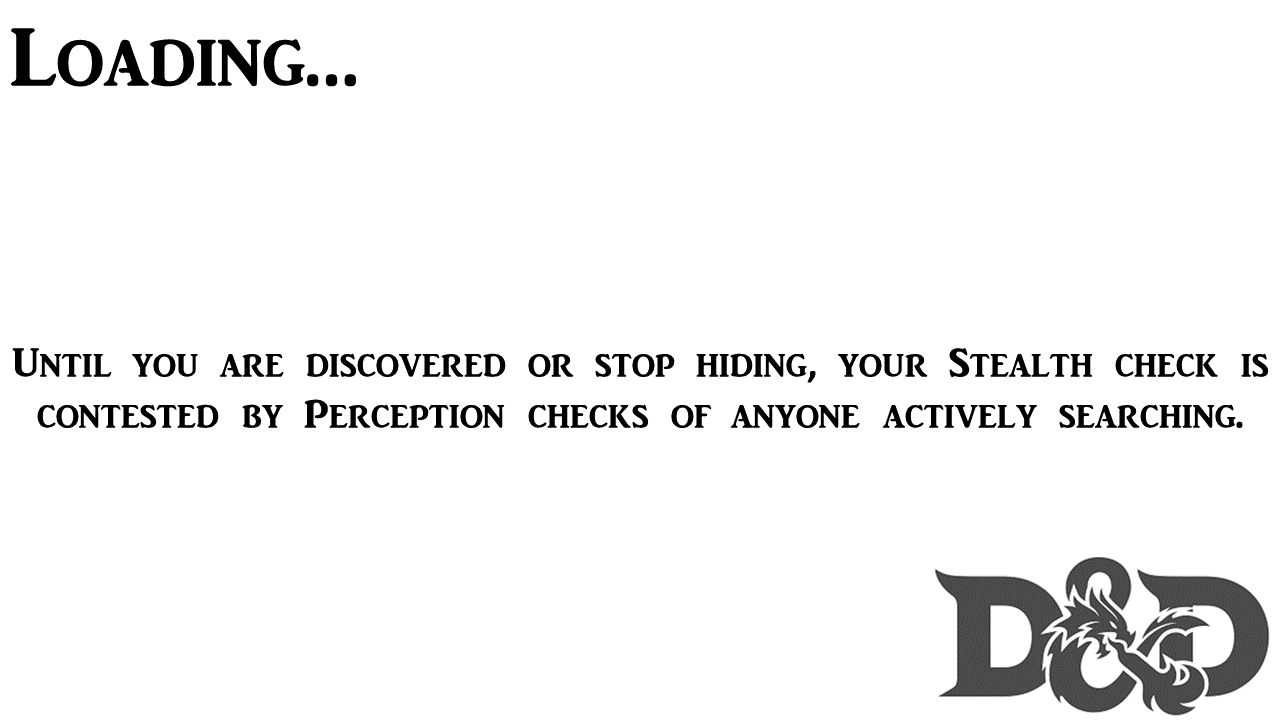 Loading...
Until you are discovered or stop hiding, your Stealth check is
contested by Perception checks of anyone actively searching.
D&D